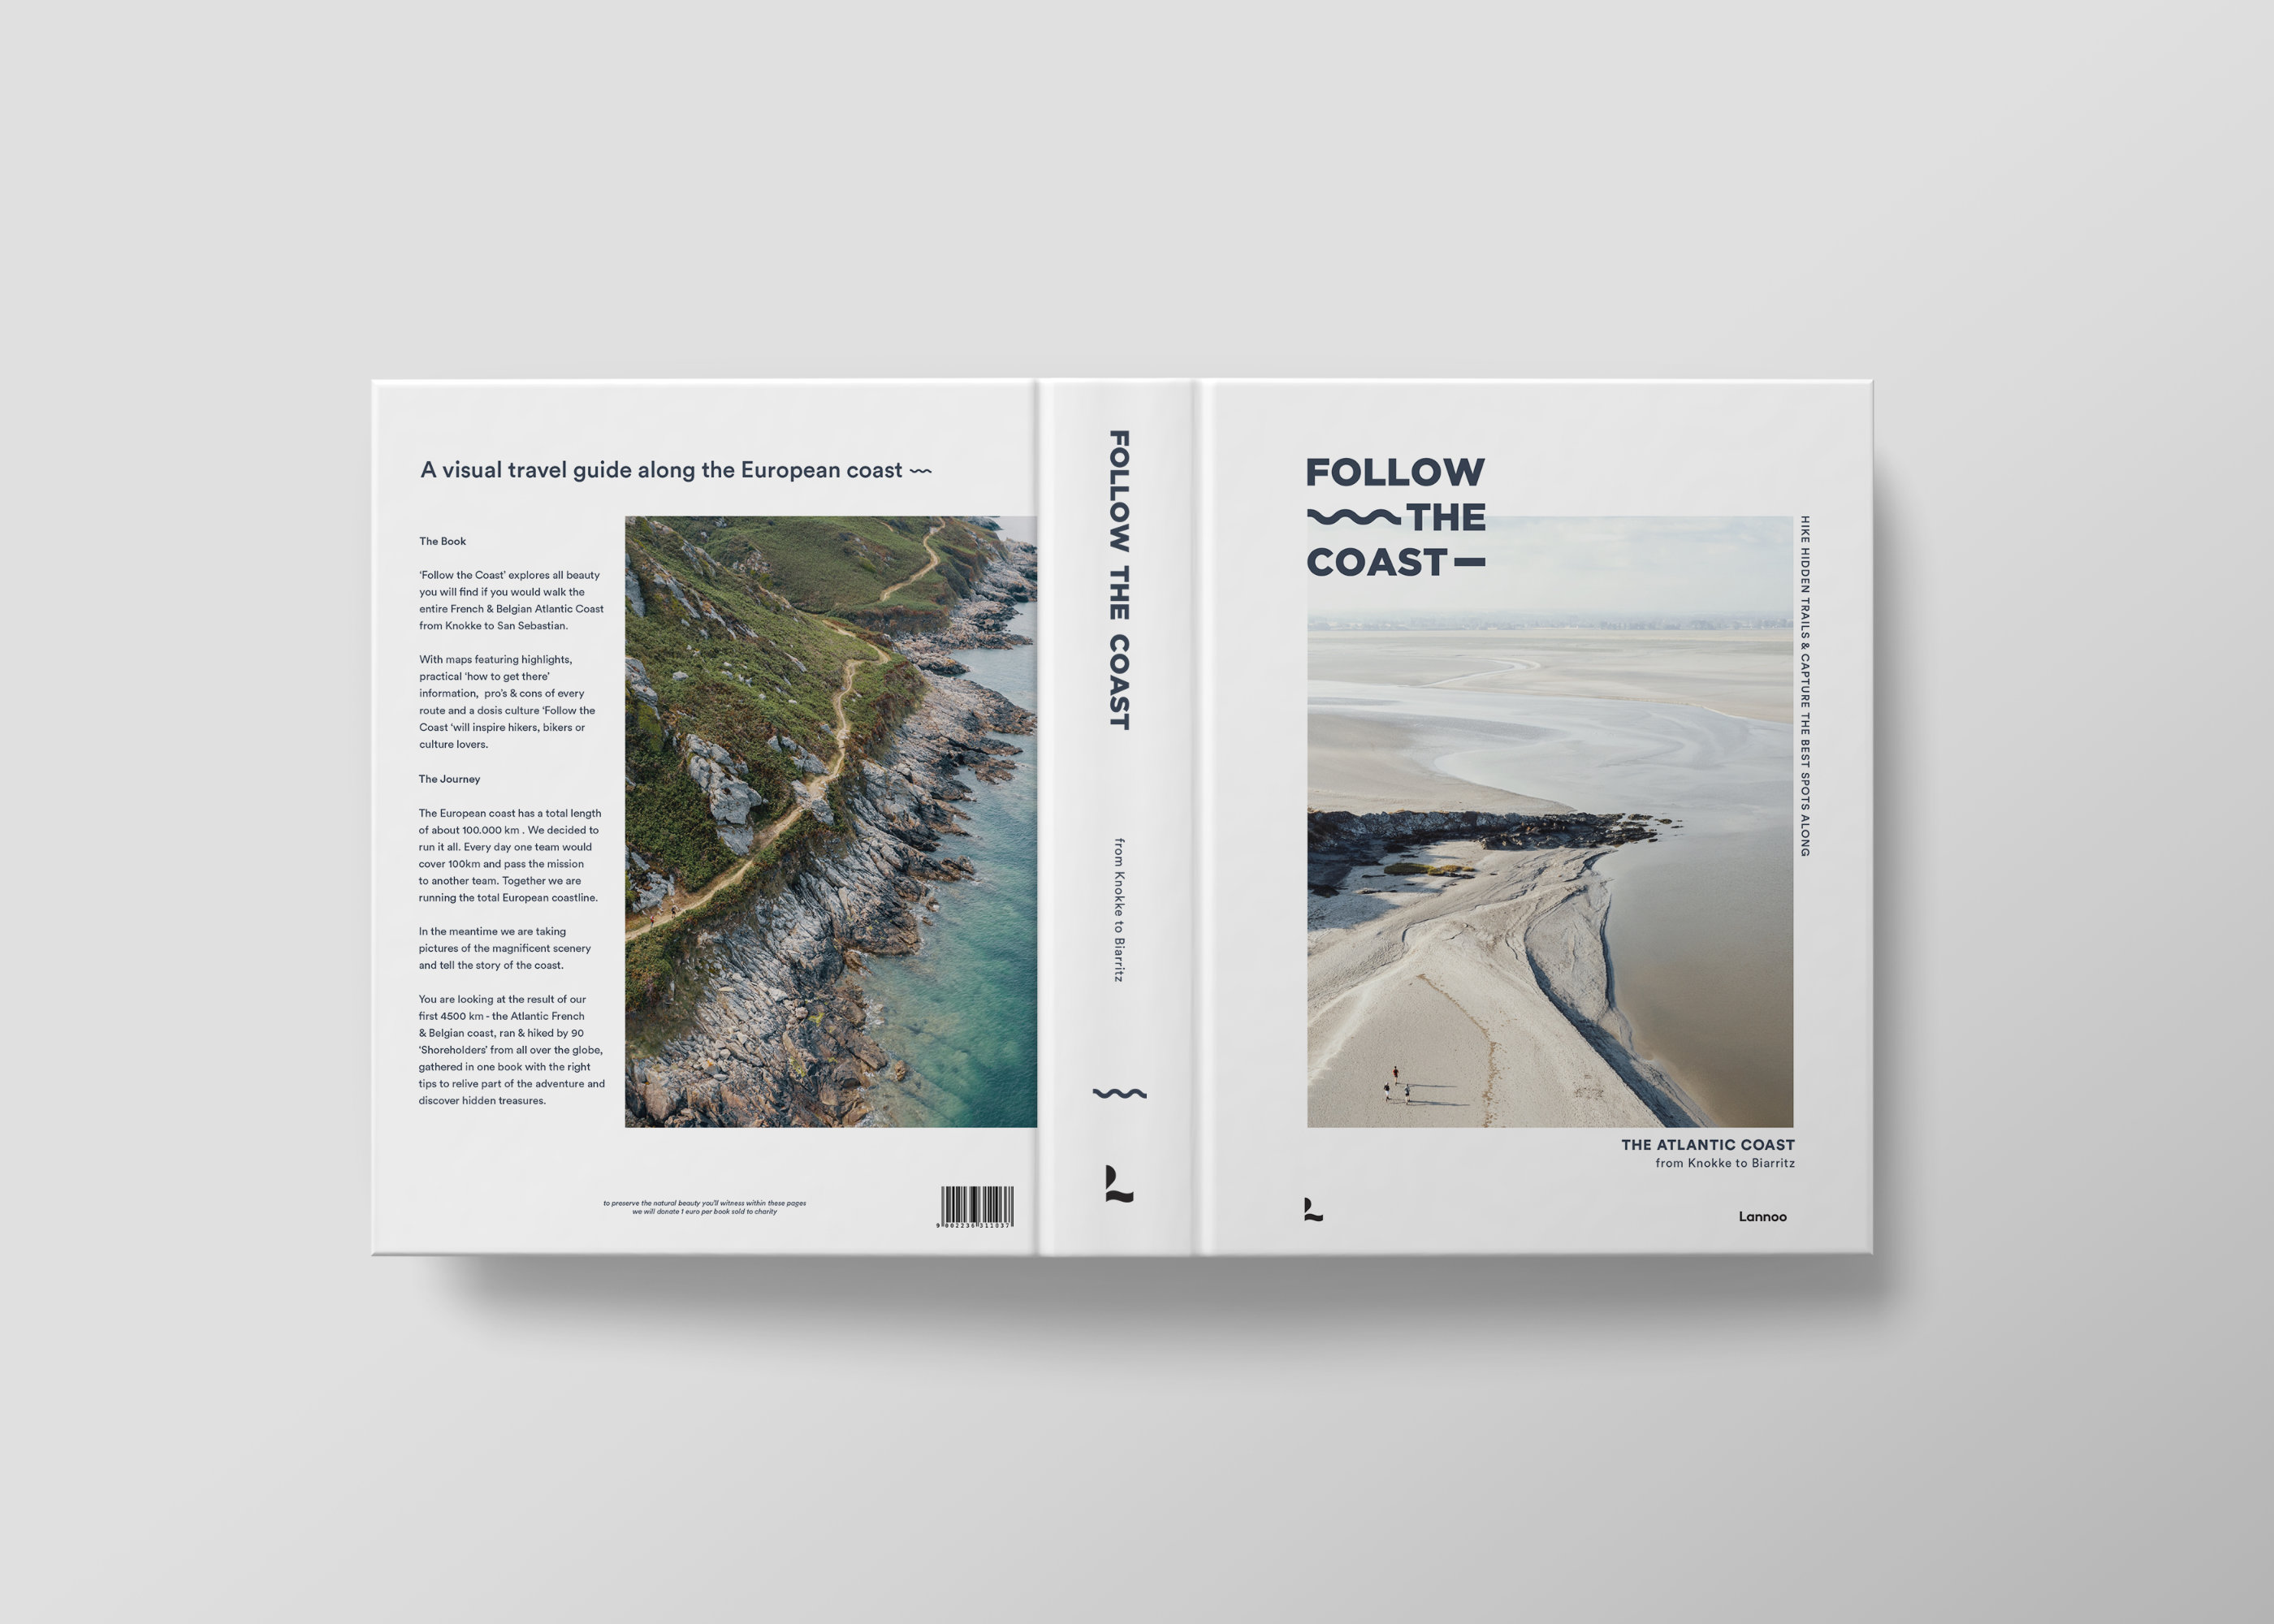 A visual travel guide along the European coast
The Book
‘Follow the Coast’ explores all beauty
you will find if you would walk the
entire French & Belgian Atlantic Coast
from Knokke to San Sebastian.
With maps featuring highlights,
practical ‘how to get there’
information,  pro's & cons of every
route and a dosis culture ‘Follow the
Coast ‘will inspire hikers, bikers or
culture lovers.
The Journey
The European coast has a total length
of about 100.000 km . We decided to
run it all. Every day one team would
cover 100km and pass the mission
to another team. Together we are
running the total European coastline.
In the meantime we are taking
pictures of the magnificent scenery
and tell the story of the coast.
You are looking at the result of our
first 4500 km - the Atlantic French
& Belgian coast, ran & hiked by 90
‘Shoreholders’ from all over the globe,
gathered in one book with the right
tips to relive part of the adventure and
discover hidden treasures.
to preserve the natural beauty you'll witness within these pages
we will donate 1 euro per book sold to charity
9 002236 311037
FOLLOW THE COAST
from Knokke to Biarritz
FOLLOW
THE
COAST—
HIKE HIDDEN TRAILS & CAPTURE THE BEST SPOTS ALONG
THE ATLANTIC COAST
from Knokke to Biarritz
Lannoo